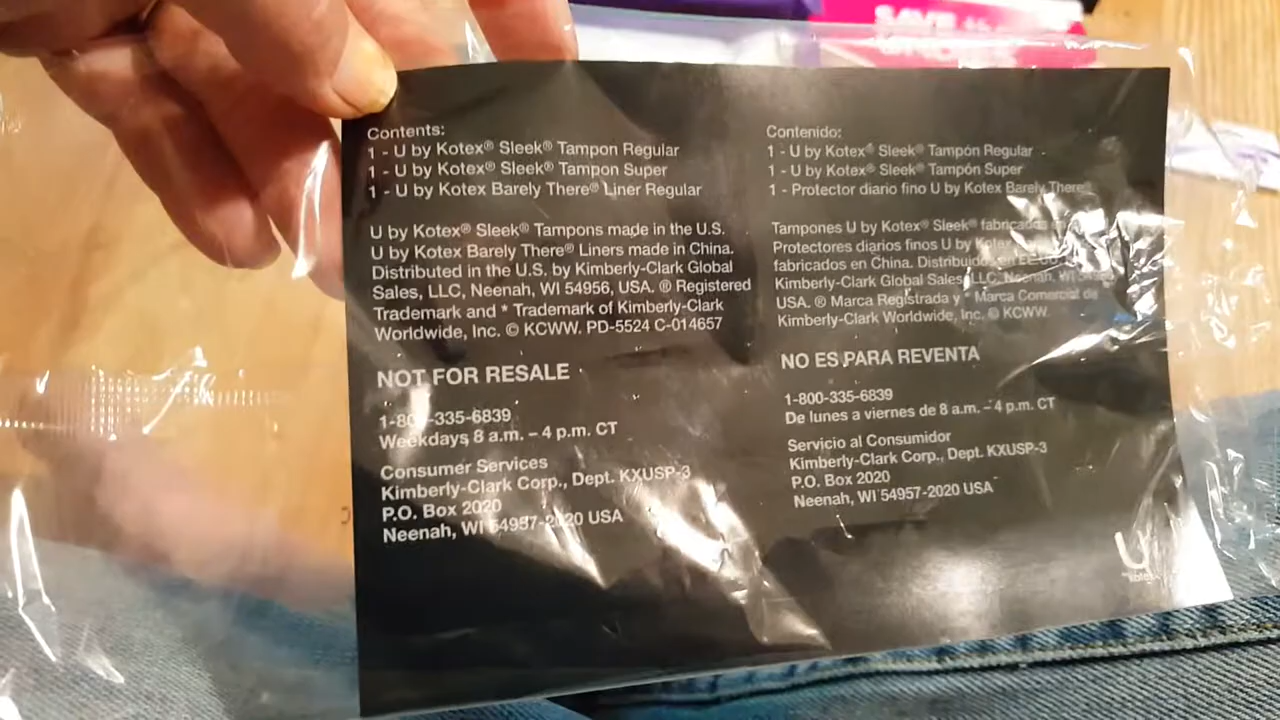 SAVE
Contents:
1 - U by Kotex® Sleek® Tampon Regular
1 - U by Kotex® Sleek® Tampon Super
1 - U by Kotex Barely There® Liner Regular
U by Kotex® Sleek® Tampons made in the U.S.
U by Kotex Barely There® Liners made in China.
Distributed in the U.S. by Kimberly-Clark Global
Sales, LLC, Neenah, WI 54956, USA. ® Registered
Trademark and * Trademark of Kimberly-Clark
Worldwide, Inc. © KCWW. PD-5524 C-014657
NOT FOR RESALE
1-800-335-6839
Weekdays 8 a.m. – 4 p.m. CT
Consumer Services
Kimberly-Clark Corp., Dept. KXUSP-3
P.O. Box 2020
Neenah, WI 54957-2020 USA
Contenido:
1 - U by Kotex® Sleek® Tampón Regular
1 - U by Kotex® Sleek® Tampón Super
1 - Protector diario fino U by Kotex Barely There®
Tampones U by Kotex® Sleek® fabricados
Protectores diarios finos U by Kotex
fabricados en China. Distribuidos en EE.UU.
Kimberly-Clark Global Sales, LLC, Neenah, WI
USA. ® Marca Registrada y * Marca Comercial de
Kimberly-Clark Worldwide, Inc. © KCWW.
NO ES PARA REVENTA
1-800-335-6839
De lunes a viernes de 8 a.m. – 4 p.m. CT
Servicio al Consumidor
Kimberly-Clark Corp., Dept. KXUSP-3
P.O. Box 2020
Neenah, WI 54957-2020 USA
U
by kotex